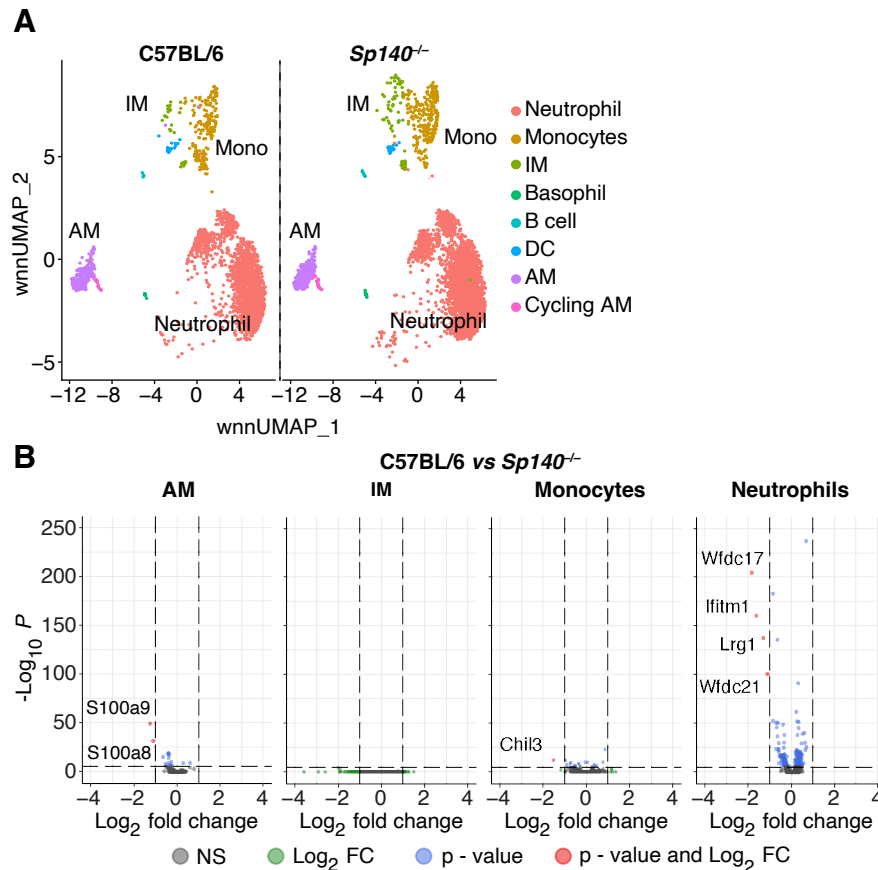 A
C57BL/6
Sp140–/–
IM
Mono
AM
Neutrophil
IM
Mono
AM
Neutrophil
Neutrophil
Monocytes
IM
Basophil
B cell
DC
AM
Cycling AM
wnnUMAP_2
5
0
−5
−12 −8 −4 0 4
−12 −8 −4 0 4
wnnUMAP_1
B
C57BL/6 vs Sp140–/–
AM
IM
Monocytes
Neutrophils
-Log10 P
250
200
150
100
50
0
S100a9
S100a8
Chil3
Wfdc17
Ifitm1
Lrg1
Wfdc21
−4 −2 0 2 4
−4 −2 0 2 4
−4 −2 0 2 4
−4 −2 0 2 4
Log2 fold change
Log2 fold change
Log2 fold change
Log2 fold change
NS
Log2 FC
p - value
p - value and Log2 FC